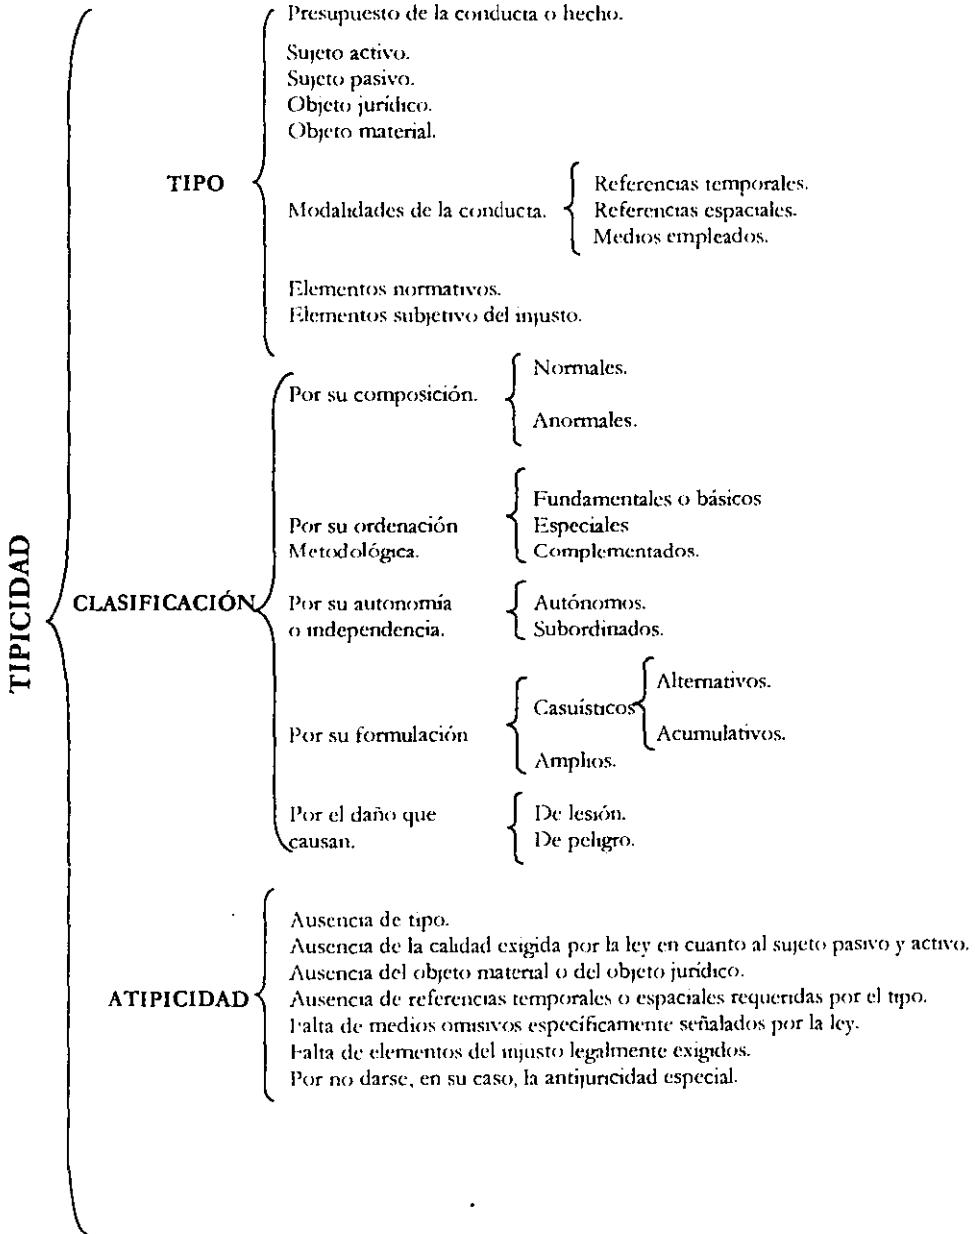 TIPICIDAD
TIPO
Presupuesto de la conducta o hecho.
Sujeto activo.
Sujeto pasivo.
Objeto jurídico.
Objeto material.
Modalidades de la conducta.
Referencias temporales.
Referencias espaciales.
Medios empleados.
Elementos normativos.
Elementos subjetivo del injusto.
CLASIFICACIÓN
Por su composición.
Normales.
Anormales.
Por su ordenación
Metodológica.
Fundamentales o básicos
Especiales
Complementados.
Por su autonomía
o independencia.
Autónomos.
Subordinados.
Por su formulación
Casuísticos
Alternativos.
Acumulativos.
Amplios.
Por el daño que
causan.
De lesión.
De peligro.
ATIPICIDAD
Ausencia de tipo.
Ausencia de la calidad exigida por la ley en cuanto al sujeto pasivo y activo.
Ausencia del objeto material o del objeto jurídico.
Ausencia de referencias temporales o espaciales requeridas por el tipo.
Falta de medios omisivos específicamente señalados por la ley.
Falta de elementos del injusto legalmente exigidos.
Por no darse, en su caso, la antijuricidad especial.